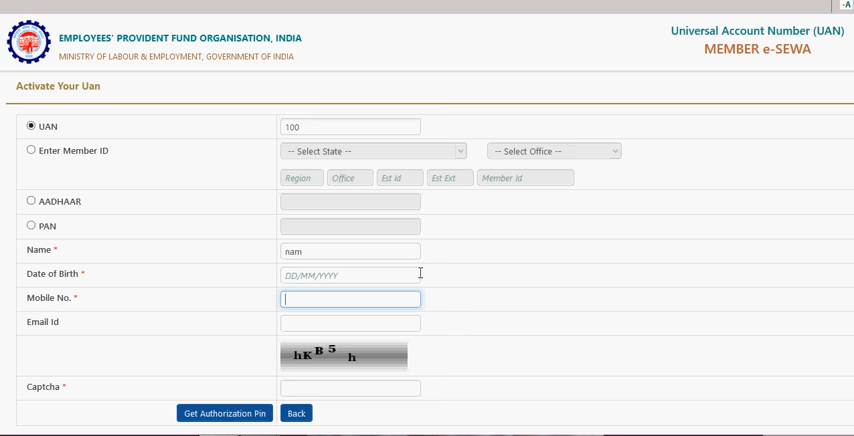 -A
EMPLOYEES' PROVIDENT FUND ORGANISATION, INDIA
MINISTRY OF LABOUR & EMPLOYMENT, GOVERNMENT OF INDIA
Universal Account Number (UAN)
MEMBER e-SEWA
Activate Your Uan
UAN 100
Enter Member ID -- Select State -- -- Select Office --
Region Office Est Id Est Ext Member Id
AADHAAR
PAN
Name * nam
Date of Birth * DD/MM/YYYY
Mobile No. *
Email Id
hKB5h
Captcha *
Get Authorization Pin Back